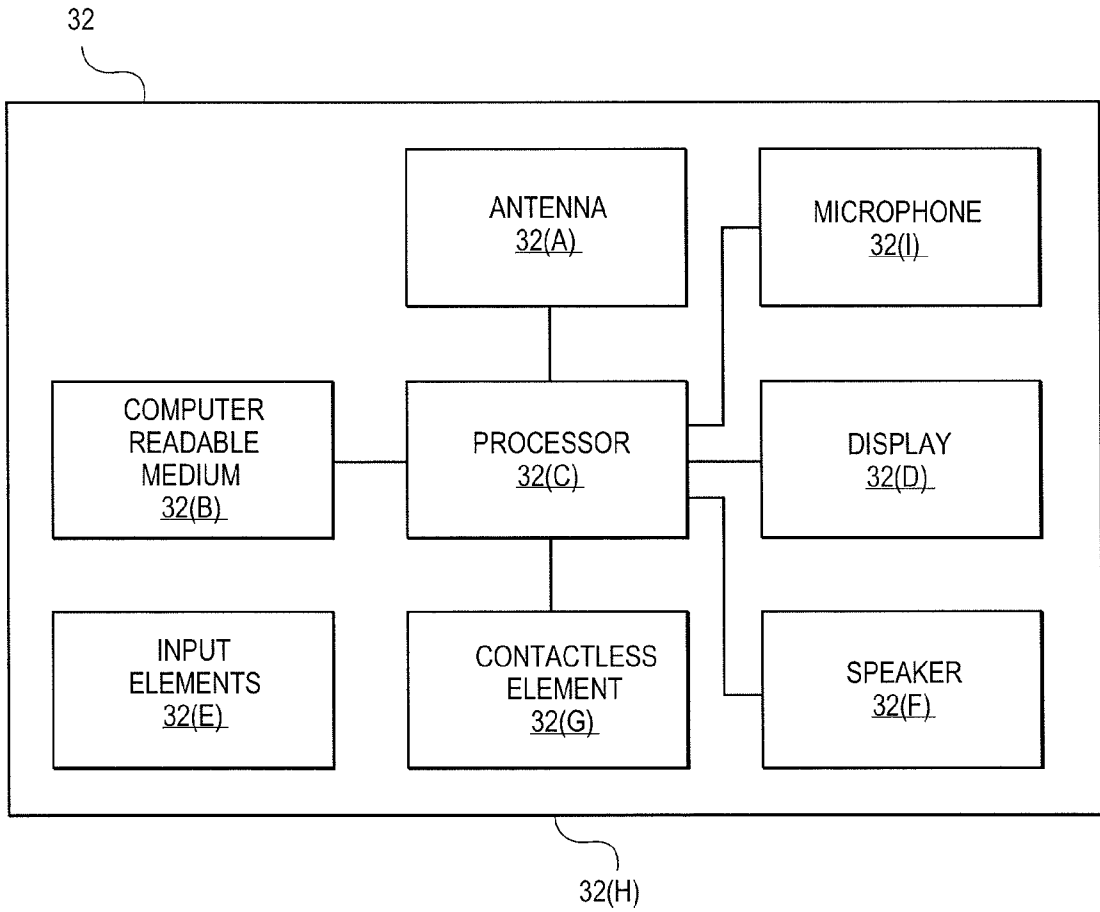 32
ANTENNA
32(A)
MICROPHONE
32(I)
COMPUTER
READABLE
MEDIUM
32(B)
PROCESSOR
32(C)
DISPLAY
32(D)
INPUT
ELEMENTS
32(E)
CONTACTLESS
ELEMENT
32(G)
SPEAKER
32(F)
32(H)